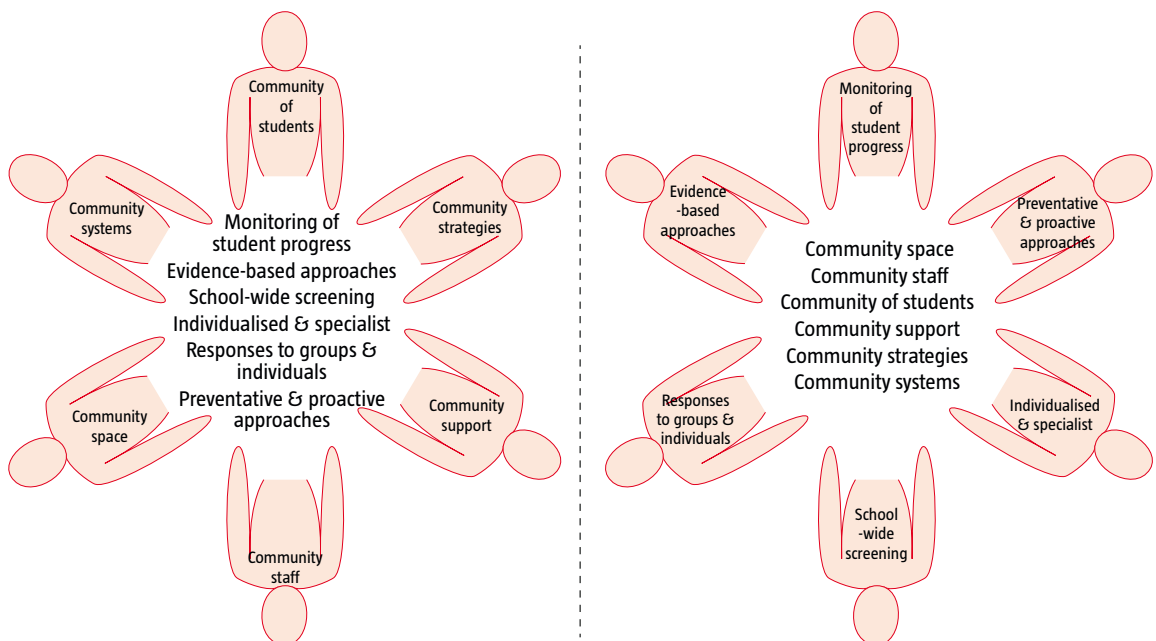 Community
of
students
Community
systems
Community
strategies
Monitoring of
student progress
Evidence-based approaches
School-wide screening
Individualised & specialist
Responses to groups &
individuals
Preventative & proactive
approaches
Community
space
Community
support
Community
staff
Monitoring
of
student
progress
Evidence
-based
approaches
Preventative
& proactive
approaches
Community space
Community staff
Community of students
Community support
Community strategies
Community systems
Responses
to groups &
individuals
Individualised
& specialist
School
-wide
screening